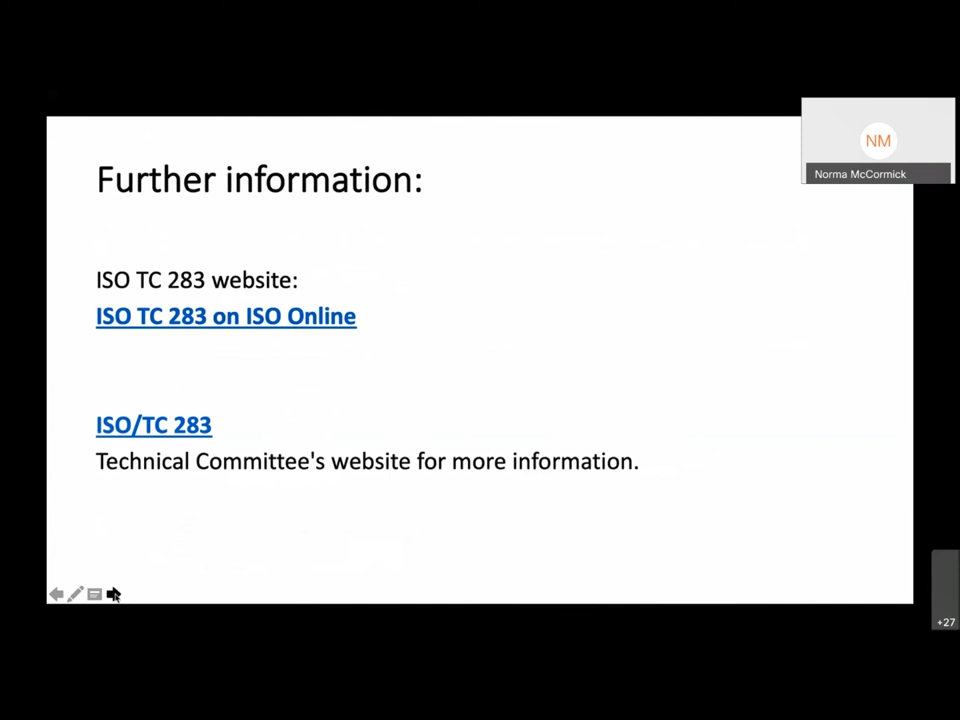 Further information:
NM
Norma McCormick
ISO TC 283 website:
ISO TC 283 on ISO Online
ISO/TC 283
Technical Committee's website for more information.
+27